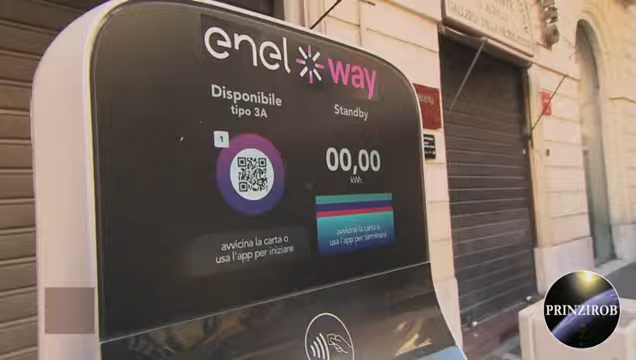 enel way
Disponibile
tipo 3A
Standby
1
00,00
kWh
avvicina la carta o
usa l'app per iniziare
avvicina la carta o
usa l'app per terminare
PRINZIROB